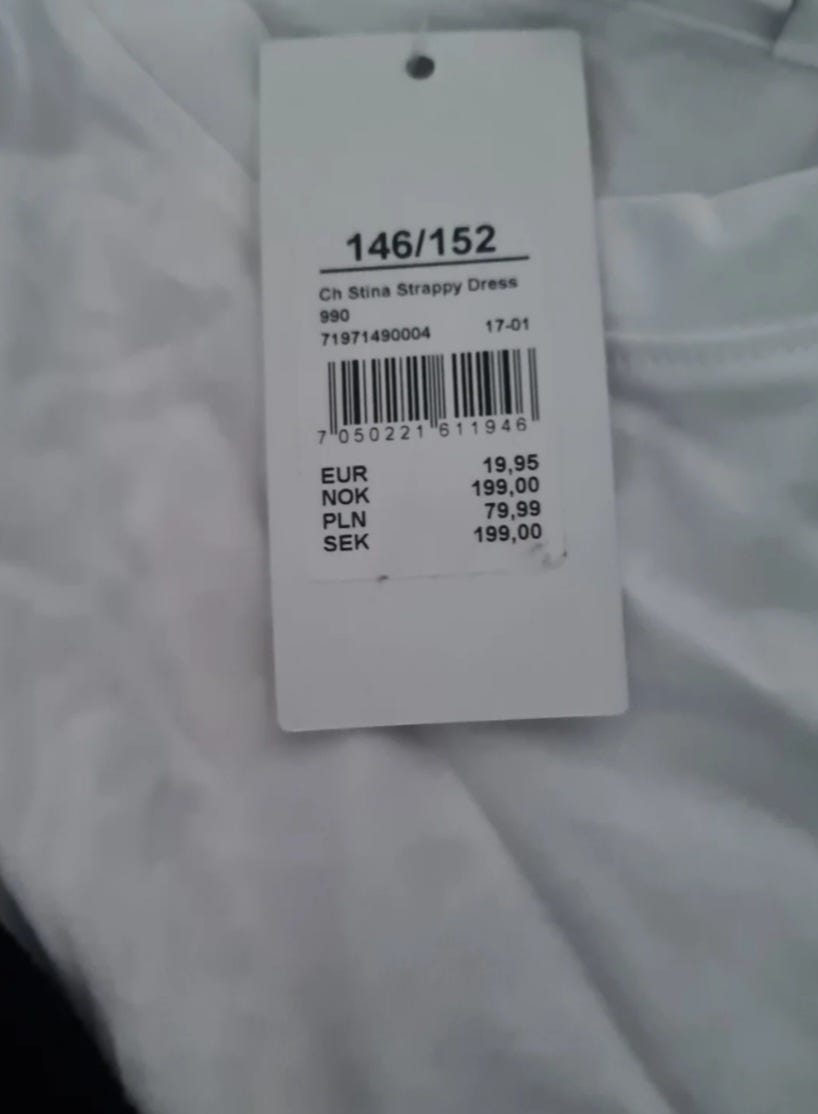 146/152
Ch Stina Strappy Dress
990
71971490004 17-01
7 050221 611946
EUR 19,95
NOK 199,00
PLN 79,99
SEK 199,00